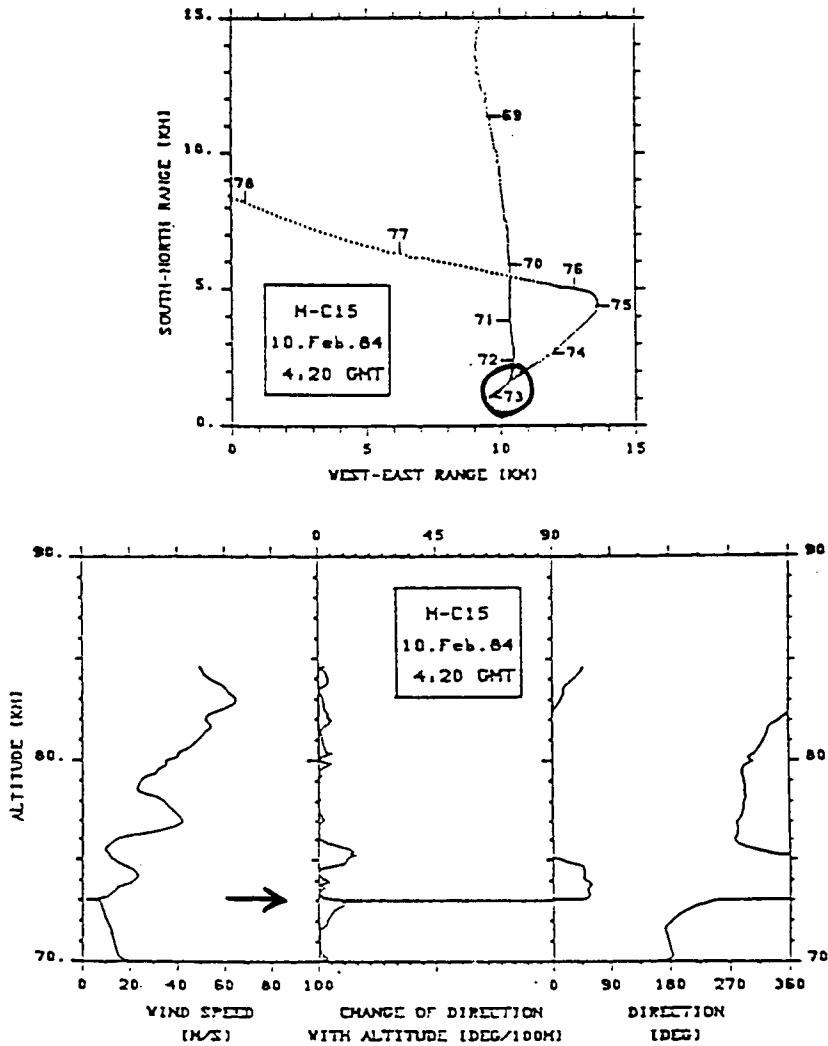 15.
10.
5.
0.
SOUTH-NORTH RANGE [KM]
69
78
77
70
76
75
71
74
72
73
M-C15
10.Feb.84
4:20 GMT
0 5 10 15
WEST-EAST RANGE [KM]
0 45 90
90. 90
M-C15
10.Feb.84
4:20 GMT
ALTITUDE [KM]
80. 80
70. 70
0 20 40 60 80 100 0 90 180 270 360
WIND SPEED
[M/S]
CHANGE OF DIRECTION
WITH ALTITUDE [DEG/100M]
DIRECTION
[DEG]